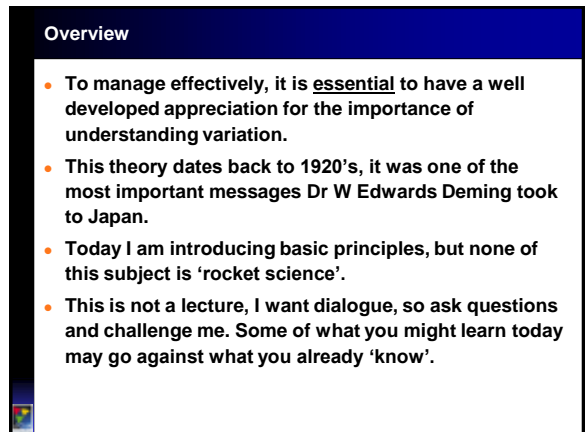 Overview
• To manage effectively, it is essential to have a well
developed appreciation for the importance of
understanding variation.
• This theory dates back to 1920’s, it was one of the
most important messages Dr W Edwards Deming took
to Japan.
• Today I am introducing basic principles, but none of
this subject is ‘rocket science’.
• This is not a lecture, I want dialogue, so ask questions
and challenge me. Some of what you might learn today
may go against what you already ‘know’.